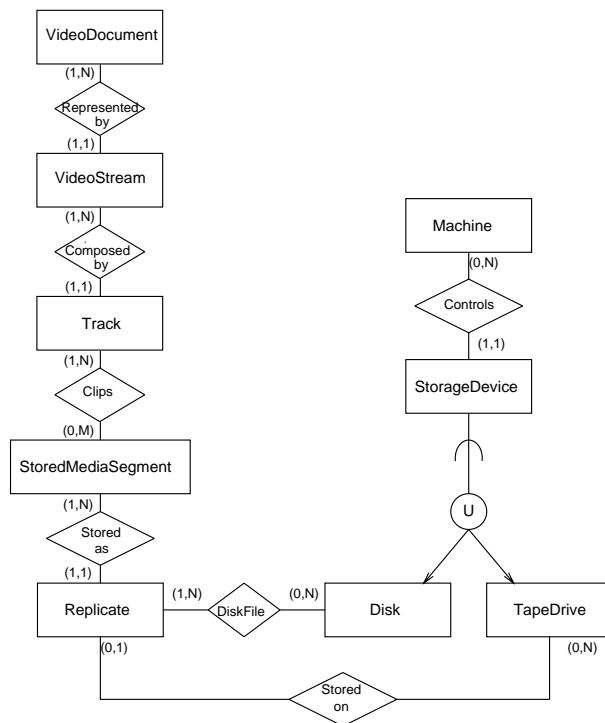 VideoDocument
(1,N)
Represented
by
(1,1)
VideoStream
(1,N)
Composed
by
(1,1)
Track
(1,N)
Clips
(0,M)
StoredMediaSegment
(1,N)
Stored
as
(1,1)
Replicate
(1,N)
DiskFile
(0,N)
Disk
(0,1)
Stored
on
(0,N)
TapeDrive
Machine
(0,N)
Controls
(1,1)
StorageDevice
U